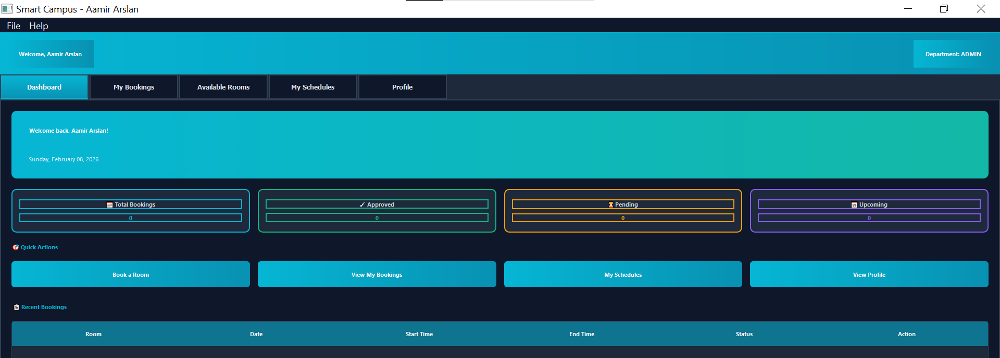 Smart Campus - Aamir Arslan
File Help
Welcome, Aamir Arslan
Department: ADMIN
Dashboard
My Bookings
Available Rooms
My Schedules
Profile
Welcome back, Aamir Arslan!
Sunday, February 08, 2026
Total Bookings
0
✓ Approved
0
Pending
0
Upcoming
0
Quick Actions
Book a Room
View My Bookings
My Schedules
View Profile
Recent Bookings
Room Date Start Time End Time Status Action